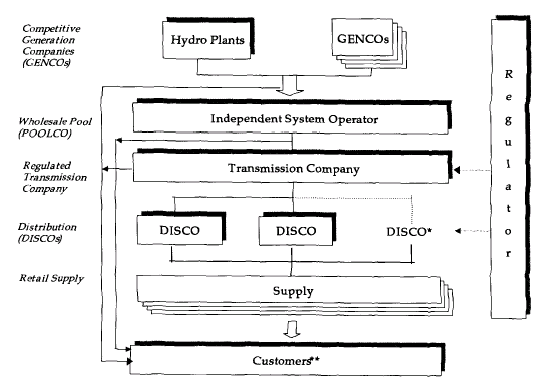 Competitive
Generation
Companies
(GENCOs)
Hydro Plants
GENCOs
Wholesale Pool
(POOLCO)
Independent System Operator
Regulated
Transmission
Company
Transmission Company
Distribution
(DISCOs)
DISCO
DISCO
DISCO*
Retail Supply
Supply
Customers**
R
e
g
u
l
a
t
o
r